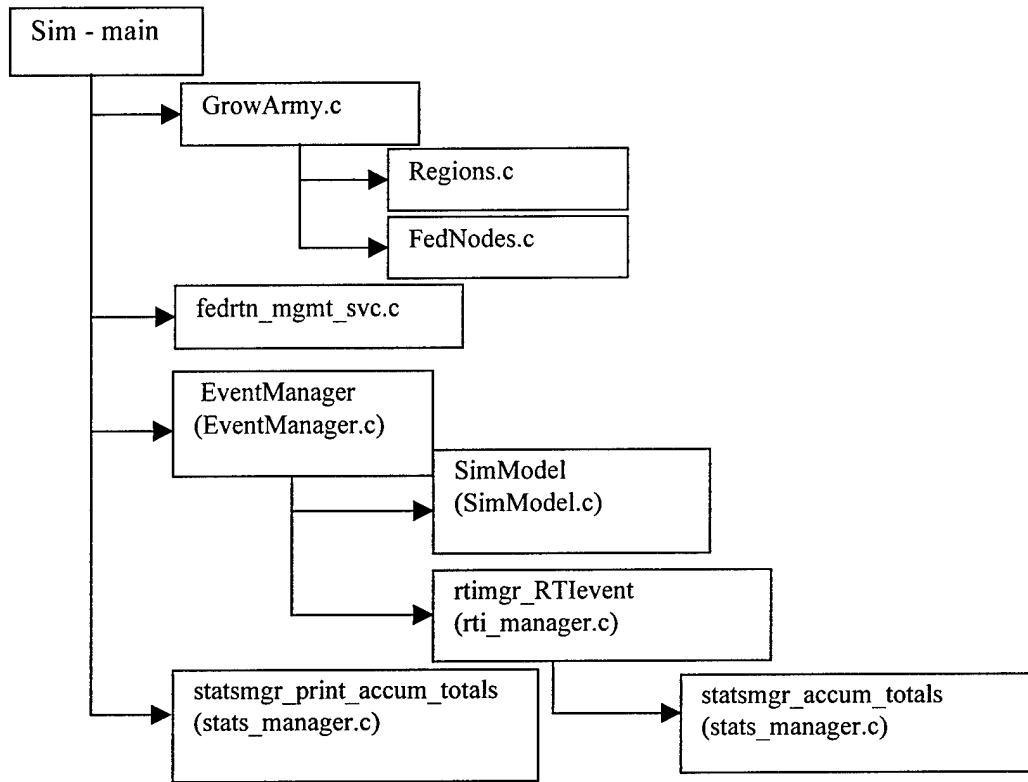 Sim - main
GrowArmy.c
Regions.c
FedNodes.c
fedrtn_mgmt_svc.c
EventManager
(EventManager.c)
SimModel
(SimModel.c)
rtimgr_RTIevent
(rti_manager.c)
statsmgr_print_accum_totals
(stats_manager.c)
statsmgr_accum_totals
(stats_manager.c)